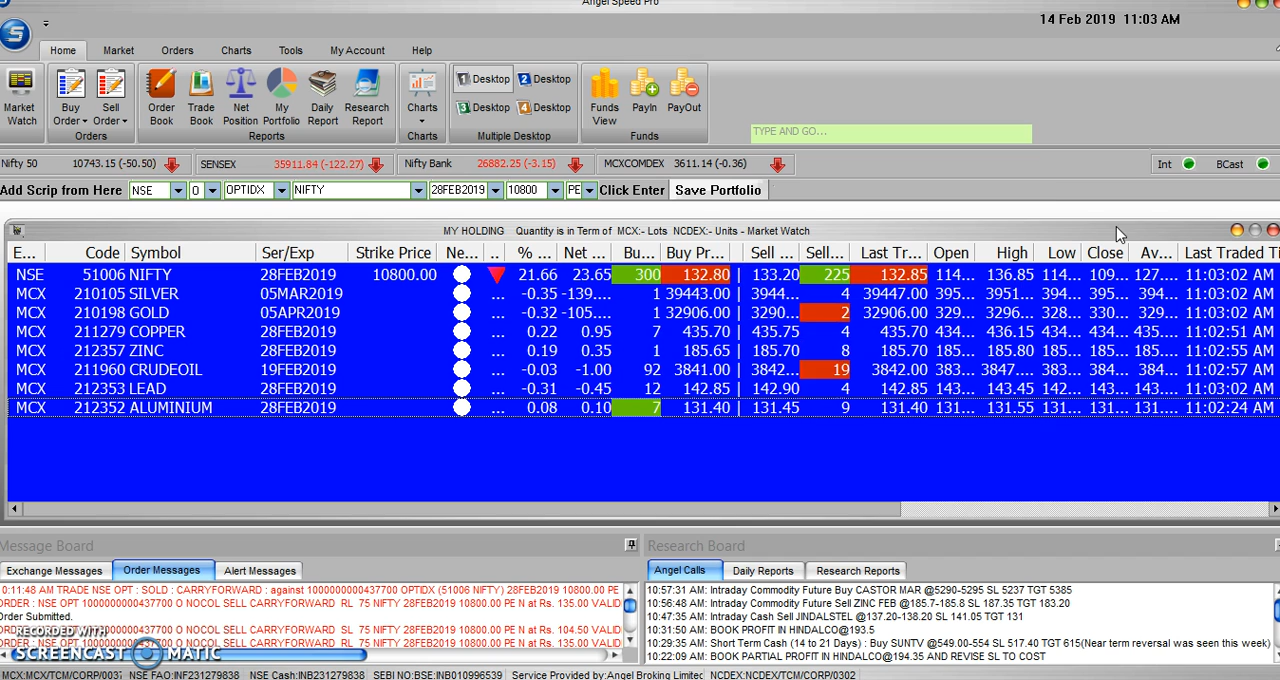 Angel Speed Pro
14 Feb 2019 11:03 AM
S
Home Market Orders Charts Tools My Account Help
Market Watch
Buy Order Sell Order
Order Book Trade Book Net Position My Portfolio Daily Report Research Report
Charts
1 Desktop 2 Desktop
3 Desktop 4 Desktop
Funds View PayIn PayOut
Orders Reports Charts Multiple Desktop Funds
TYPE AND GO...
Nifty 50 10743.15 (-50.50) SENSEX 35911.84 (-122.27) Nifty Bank 26882.25 (-3.15) MCXCOMDEX 3611.14 (-0.36) Int BCast
Add Scrip from Here NSE O OPTIDX NIFTY 28FEB2019 10800 PE Click Enter Save Portfolio
MY HOLDING Quantity is in Term of MCX:- Lots NCDEX:- Units - Market Watch
E... Code Symbol Ser/Exp Strike Price Ne... .. % ... Net ... Bu... Buy Pr... Sell ... Sell... Last Tr... Open High Low Close Av... Last Traded Ti
NSE 51006 NIFTY 28FEB2019 10800.00 21.66 23.65 300 132.80 | 133.20 225 132.85 114... 136.85 114... 109... 127.... 11:03:02 AM
MCX 210105 SILVER 05MAR2019 ... -0.35 -139.... 1 39443.00 | 3944... 4 39447.00 395... 3951... 394... 395... 394... 11:03:02 AM
MCX 210198 GOLD 05APR2019 ... -0.32 -105.... 1 32906.00 | 3290... 2 32906.00 329... 3296... 328... 330... 329... 11:03:02 AM
MCX 211279 COPPER 28FEB2019 ... 0.22 0.95 7 435.70 | 435.75 4 435.70 434... 436.15 434... 434... 435... 11:02:51 AM
MCX 212357 ZINC 28FEB2019 ... 0.19 0.35 1 185.65 | 185.70 8 185.70 185... 185.80 185... 185... 185... 11:02:55 AM
MCX 211960 CRUDEOIL 19FEB2019 ... -0.03 -1.00 92 3841.00 | 3842... 19 3842.00 383... 3847.... 383... 384... 384... 11:02:57 AM
MCX 212353 LEAD 28FEB2019 ... -0.31 -0.45 12 142.85 | 142.90 4 142.85 143... 143.45 142... 143... 143.... 11:03:02 AM
MCX 212352 ALUMINIUM 28FEB2019 ... 0.08 0.10 7 131.40 | 131.45 9 131.40 131... 131.55 131... 131... 131.... 11:02:24 AM
Message Board
Exchange Messages Order Messages Alert Messages
0:11:48 AM TRADE NSE OPT : SOLD : CARRYFORWARD : against 1000000000437700 OPTIDX (51006 NIFTY) 28FEB2019 10800.00 PE
ORDER : NSE OPT 1000000000437700 O NOCOL SELL CARRYFORWARD RL 75 NIFTY 28FEB2019 10800.00 PE N at Rs. 135.00 VALID
Order Submitted.
ORDER : NSE OPT 1000000000437700 O NOCOL SELL CARRYFORWARD SL 75 NIFTY 28FEB2019 10800.00 PE N at Rs. 104.50 VALID
RECORDED WITH
SCREENCAST MATIC
Research Board
Angel Calls Daily Reports Research Reports
10:57:31 AM: Intraday Commodity Future Buy CASTOR MAR @5290-5295 SL 5237 TGT 5385
10:56:48 AM: Intraday Commodity Future Sell ZINC FEB @185.7-185.8 SL 187.35 TGT 183.20
10:47:35 AM: Intraday Cash Sell JINDALSTEL @137.20-138.20 SL 141.05 TGT 131
10:31:50 AM: BOOK PROFIT IN HINDALCO@193.5
10:29:35 AM: Short Term Cash (14 to 21 Days) : Buy SUNTV @549.00-554 SL 517.40 TGT 615(Near term reversal was seen this week)
10:22:09 AM: BOOK PARTIAL PROFIT IN HINDALCO@194.35 AND REVISE SL TO COST
MCX:MCX/TCM/CORP/0037 NSE FAO:INF231279838 NSE Cash:INB231279838 SEBI NO:BSE:INB010996539 Service Provided by:Angel Broking Limited NCDEX:NCDEX/TCM/CORP/0302